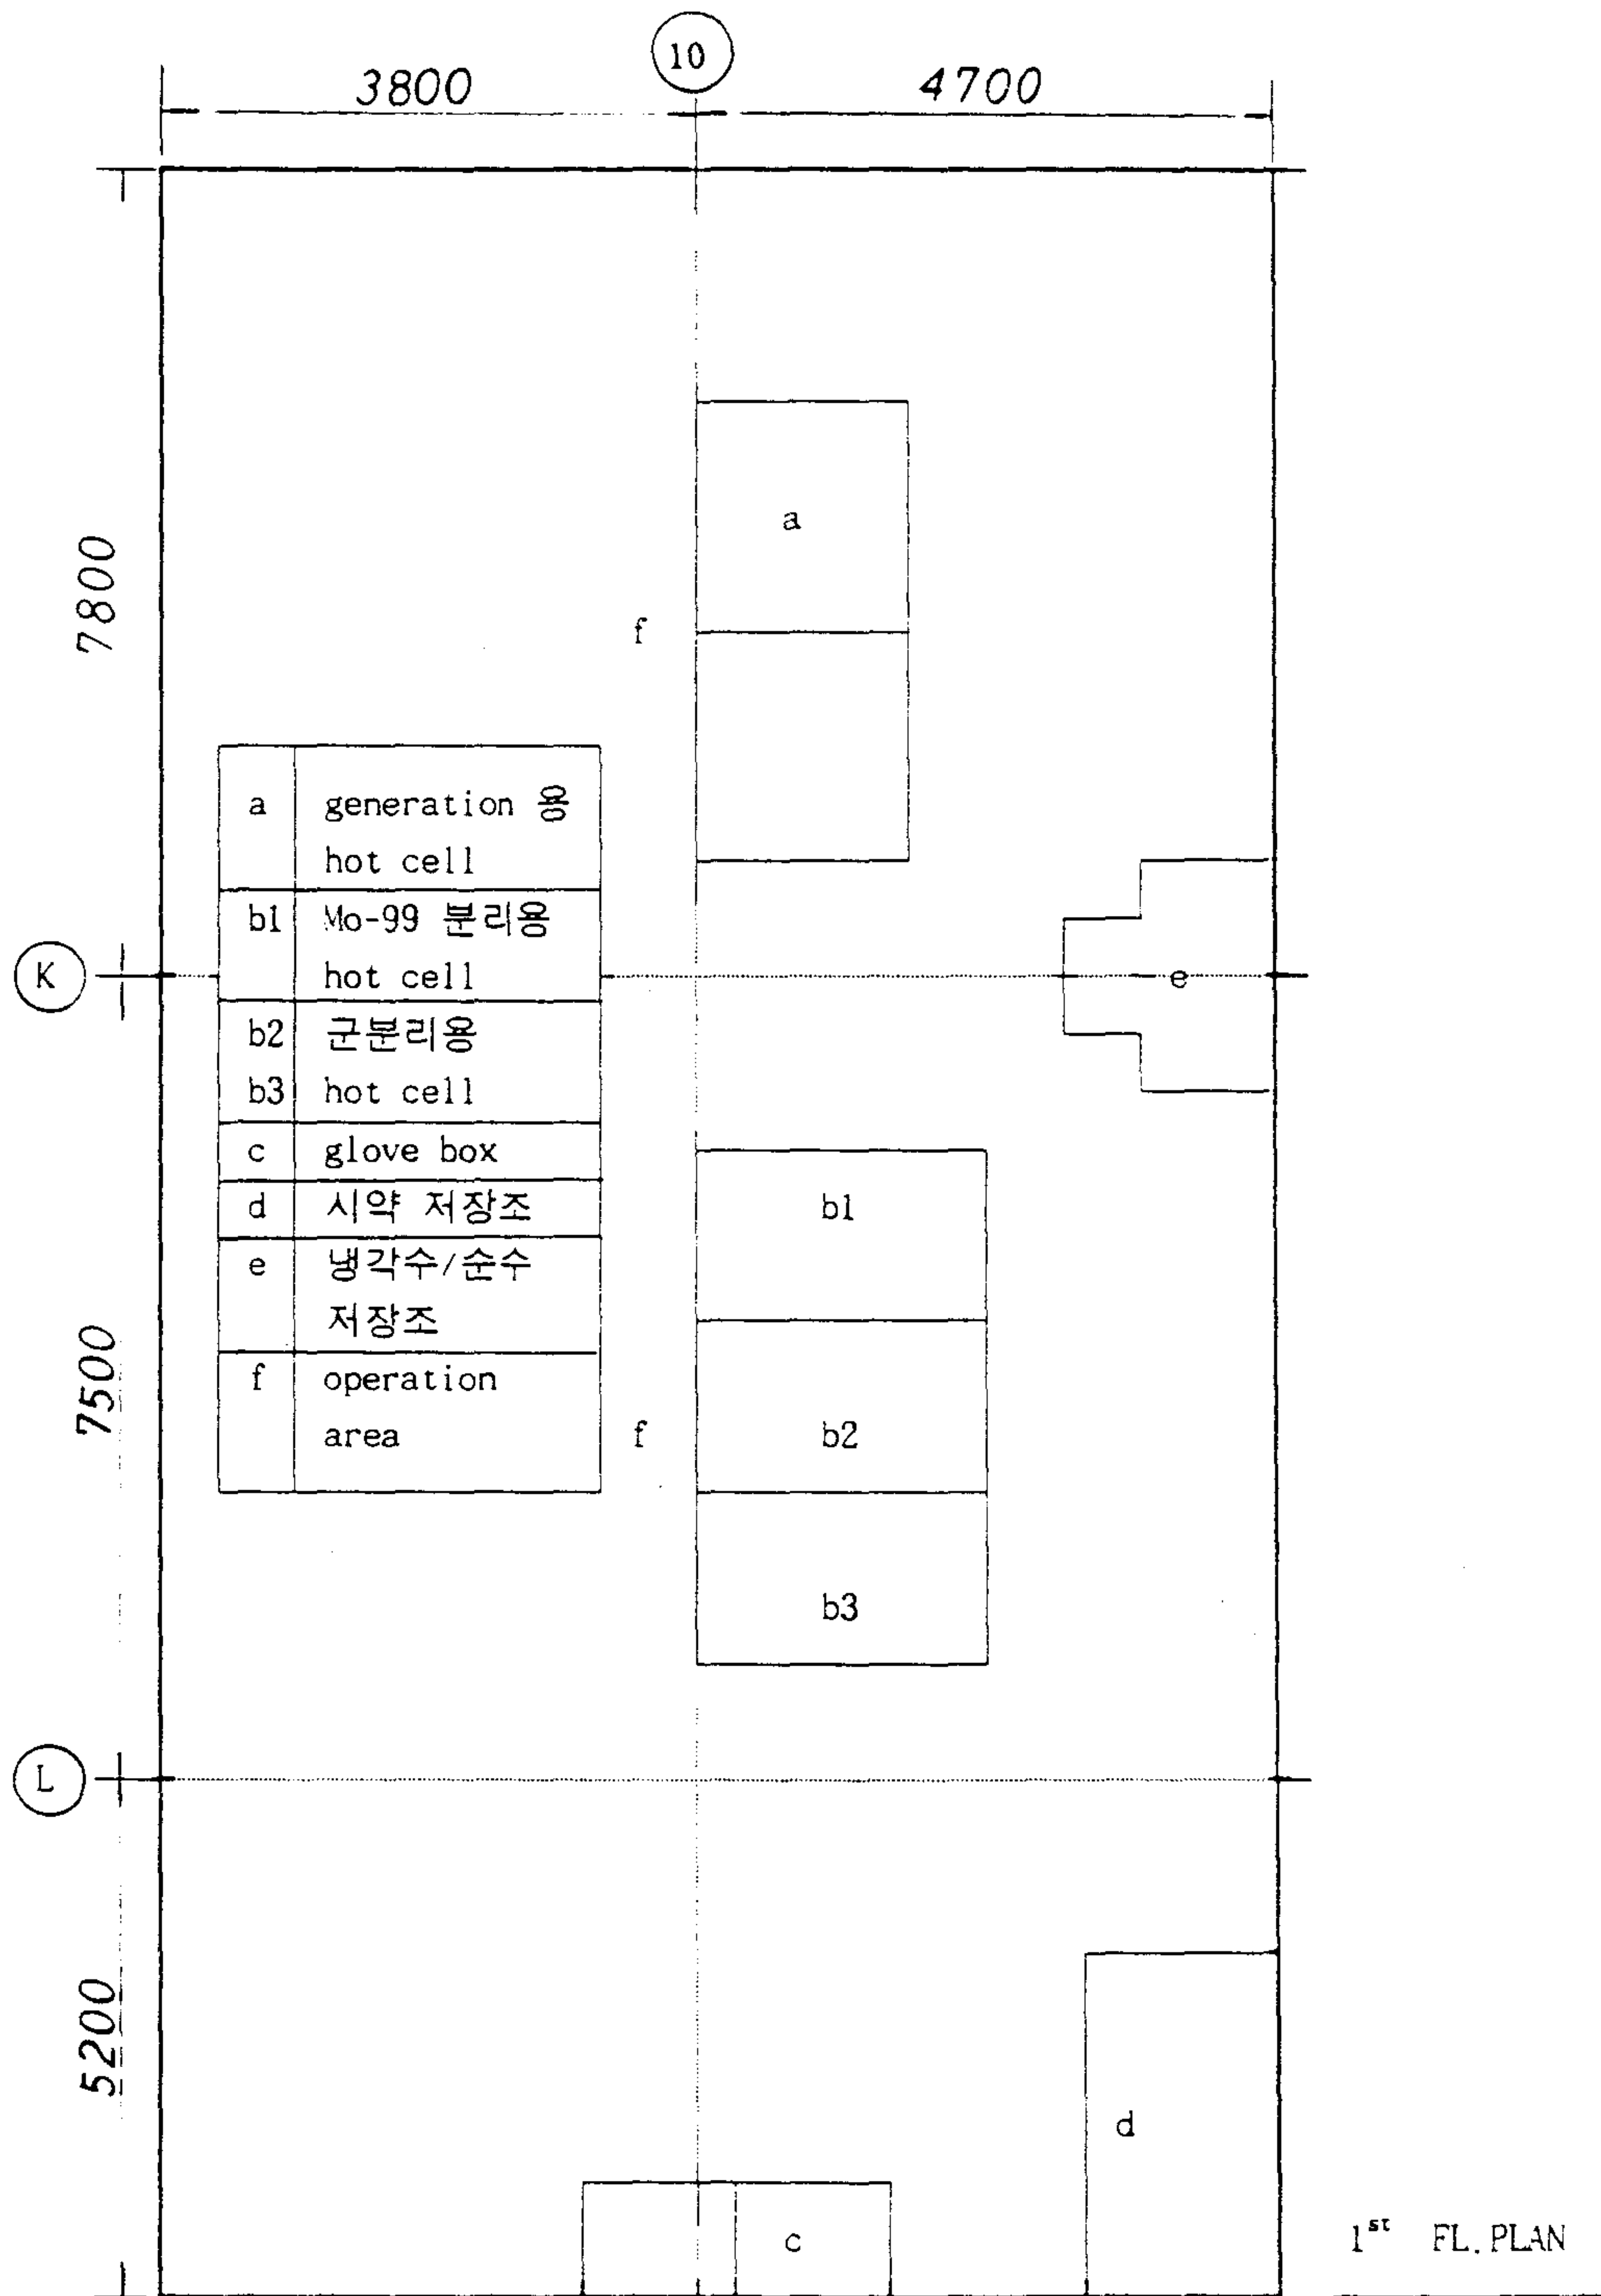 10
3800
4700
a
7800
f
a generation 용
hot cell
b1 Mo-99 분리용
hot cell
b2 군분리용
b3 hot cell
c glove box
d 시약 저장조
e 냉각수/순수
저장조
f operation
area
K
e
b1
7500
f
b2
b3
L
5200
d
c
1st FL. PLAN